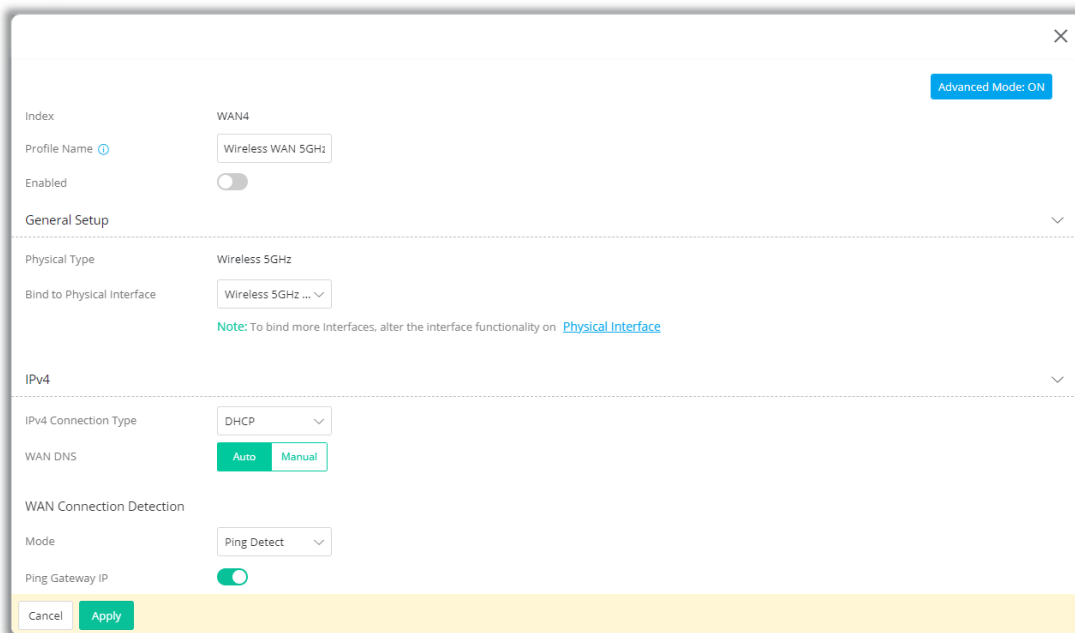 Advanced Mode: ON
Index WAN4
Profile Name Wireless WAN 5GHz
Enabled
General Setup
Physical Type Wireless 5GHz
Bind to Physical Interface Wireless 5GHz ...
Note: To bind more Interfaces, alter the interface functionality on Physical Interface
IPv4
IPv4 Connection Type DHCP
WAN DNS Auto Manual
WAN Connection Detection
Mode Ping Detect
Ping Gateway IP
Cancel Apply